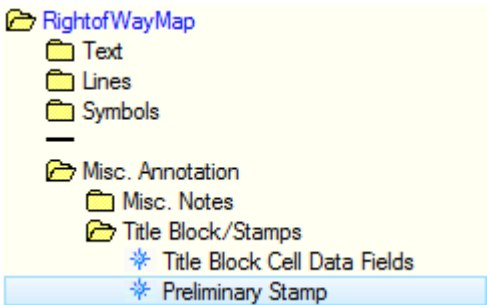 RightofWayMap
Text
Lines
Symbols
Misc. Annotation
Misc. Notes
Title Block/Stamps
Title Block Cell Data Fields
Preliminary Stamp